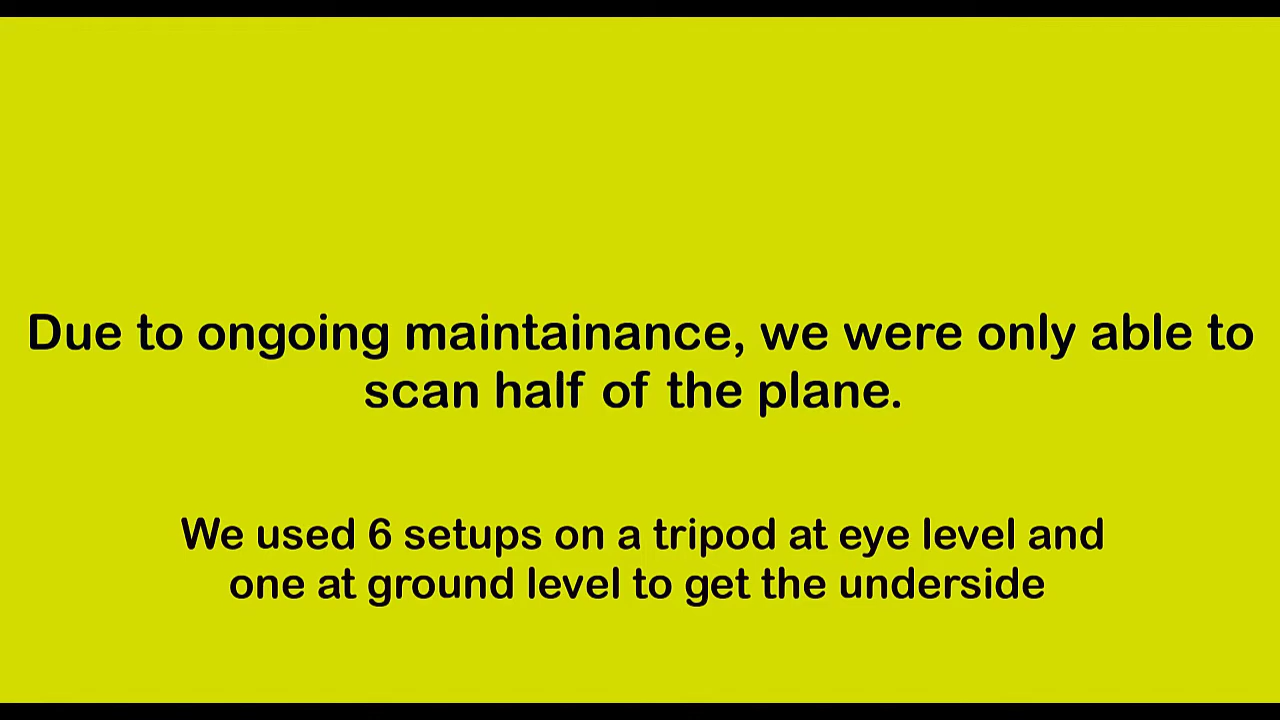 Due to ongoing maintainance, we were only able to
scan half of the plane.
We used 6 setups on a tripod at eye level and
one at ground level to get the underside